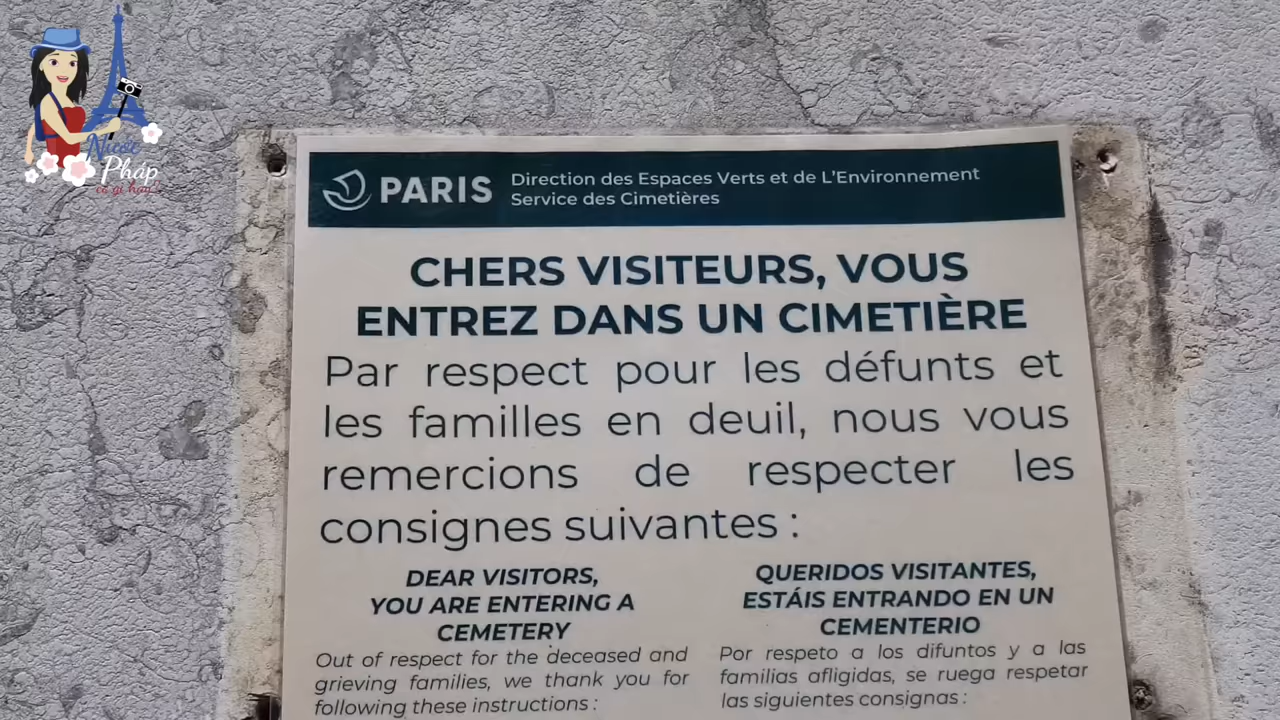 Nicole
Pháp
có gì hay?
PARIS
Direction des Espaces Verts et de L'Environnement
Service des Cimetières
CHERS VISITEURS, VOUS
ENTREZ DANS UN CIMETIÈRE
Par respect pour les défunts et
les familles en deuil, nous vous
remercions de respecter les
consignes suivantes :
DEAR VISITORS,
YOU ARE ENTERING A
CEMETERY
Out of respect for the deceased and
grieving families, we thank you for
following these instructions :
QUERIDOS VISITANTES,
ESTÁIS ENTRANDO EN UN
CEMENTERIO
Por respeto a los difuntos y a las
familias afligidas, se ruega respetar
las siguientes consignas :